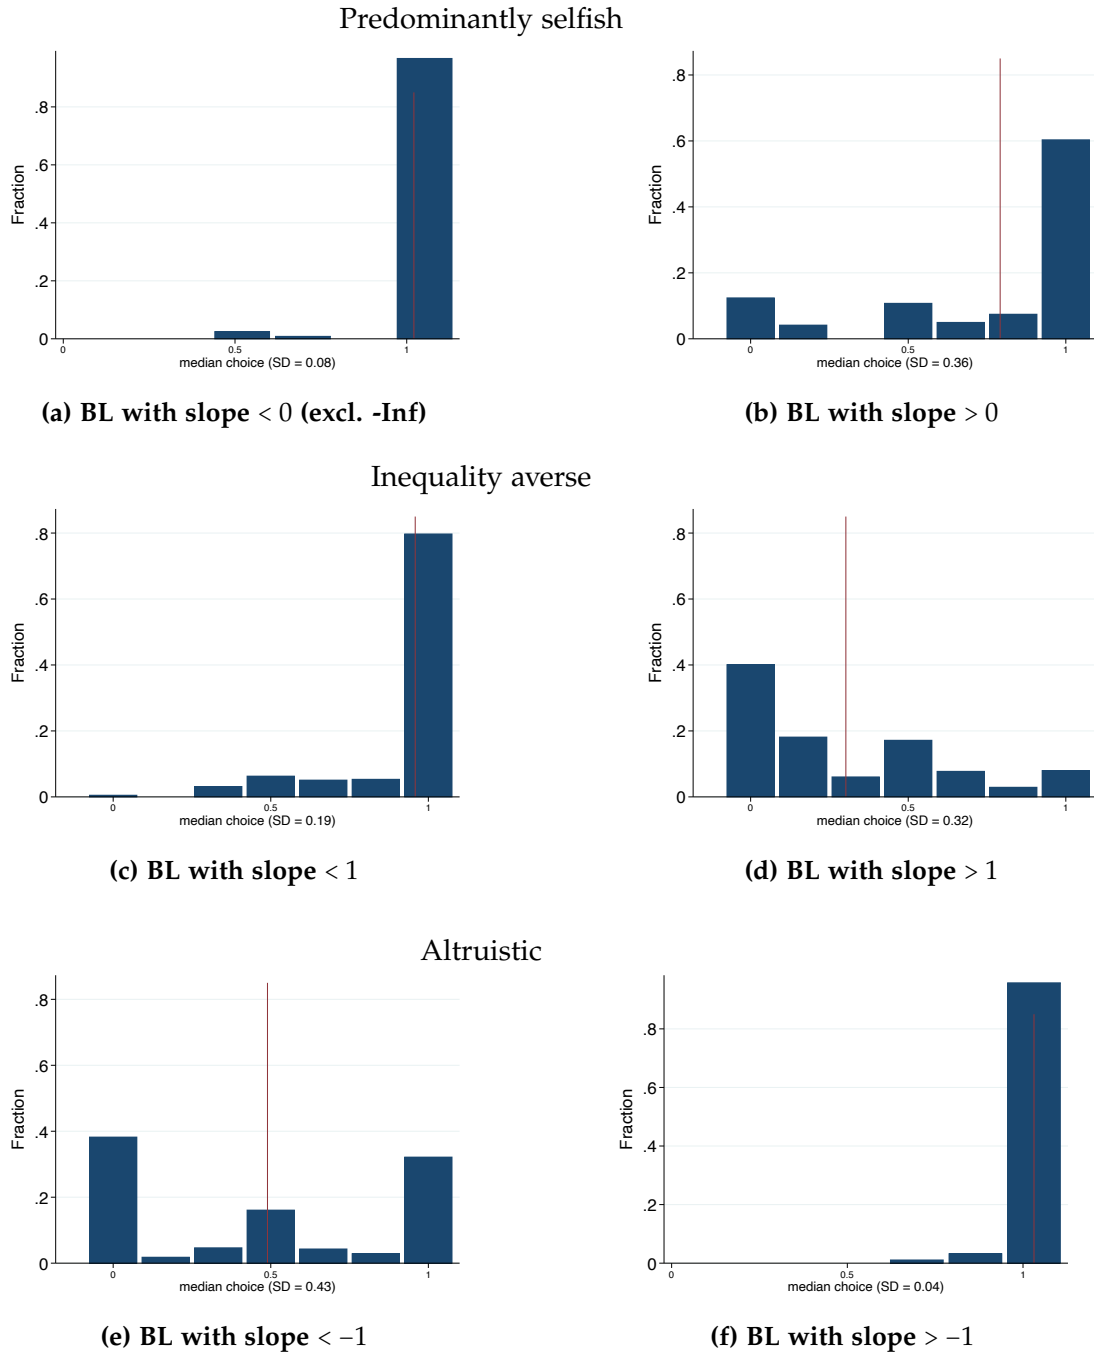 Predominantly selfish
Fraction
.8
.6
.4
.2
0
0 0.5 1
median choice (SD = 0.08)
(a) BL with slope < 0 (excl. -Inf)
Fraction
.8
.6
.4
.2
0
0 0.5 1
median choice (SD = 0.36)
(b) BL with slope > 0
Inequality averse
Fraction
.8
.6
.4
.2
0
0 0.5 1
median choice (SD = 0.19)
(c) BL with slope < 1
Fraction
.8
.6
.4
.2
0
0 0.5 1
median choice (SD = 0.32)
(d) BL with slope > 1
Altruistic
Fraction
.8
.6
.4
.2
0
0 0.5 1
median choice (SD = 0.43)
(e) BL with slope < −1
Fraction
.8
.6
.4
.2
0
0 0.5 1
median choice (SD = 0.04)
(f) BL with slope > −1